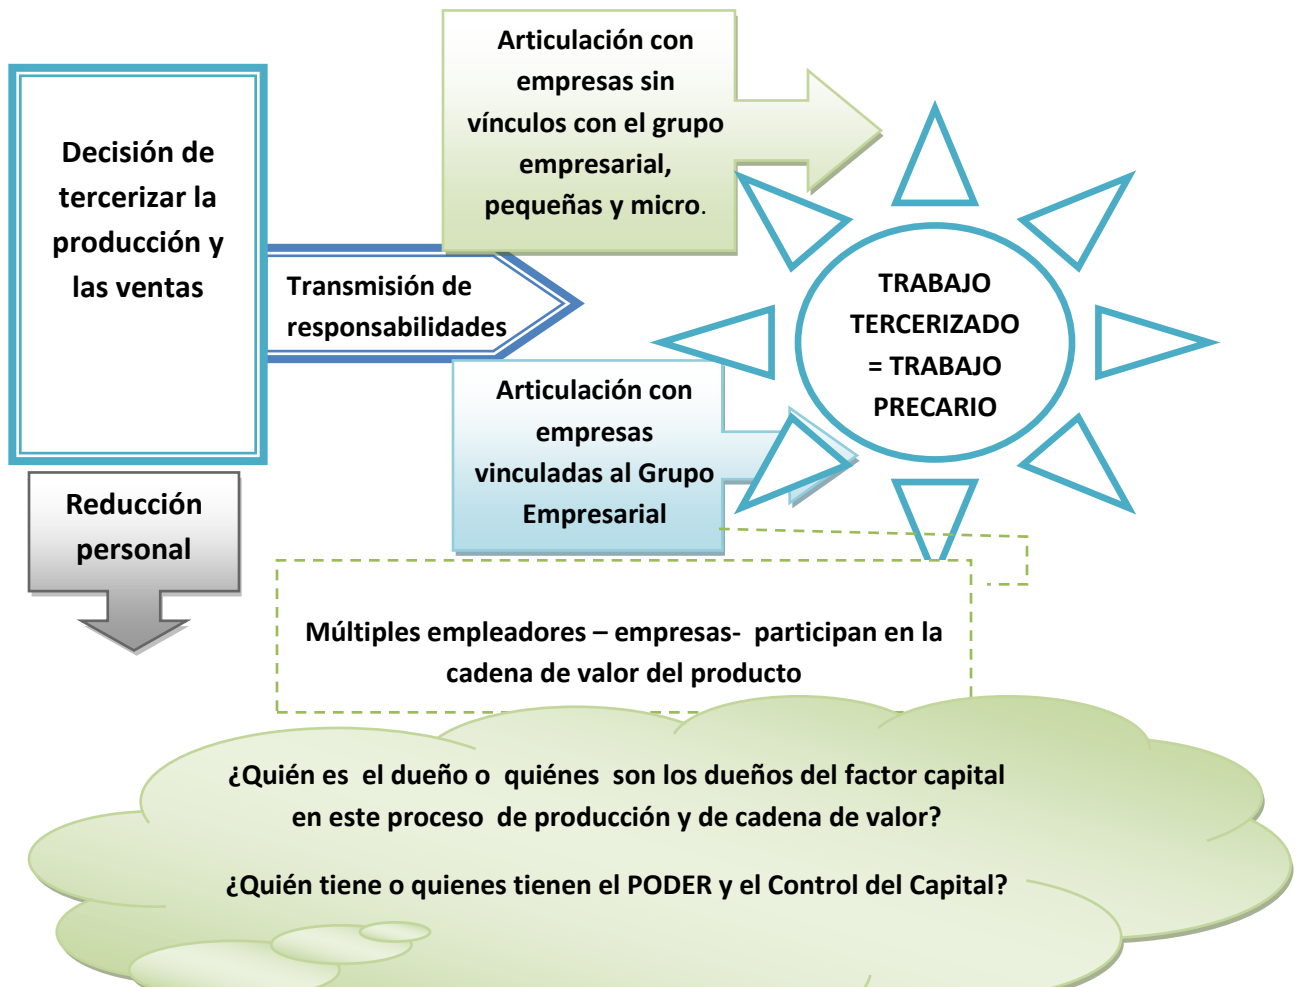 Decisión de
tercerizar la
producción y
las ventas
Reducción
personal
Transmisión de
responsabilidades
Articulación con
empresas sin
vínculos con el grupo
empresarial,
pequeñas y micro.
Articulación con
empresas
vinculadas al Grupo
Empresarial
TRABAJO
TERCERIZADO
= TRABAJO
PRECARIO
Múltiples empleadores – empresas- participan en la
cadena de valor del producto
¿Quién es el dueño o quiénes son los dueños del factor capital
en este proceso de producción y de cadena de valor?
¿Quién tiene o quienes tienen el PODER y el Control del Capital?